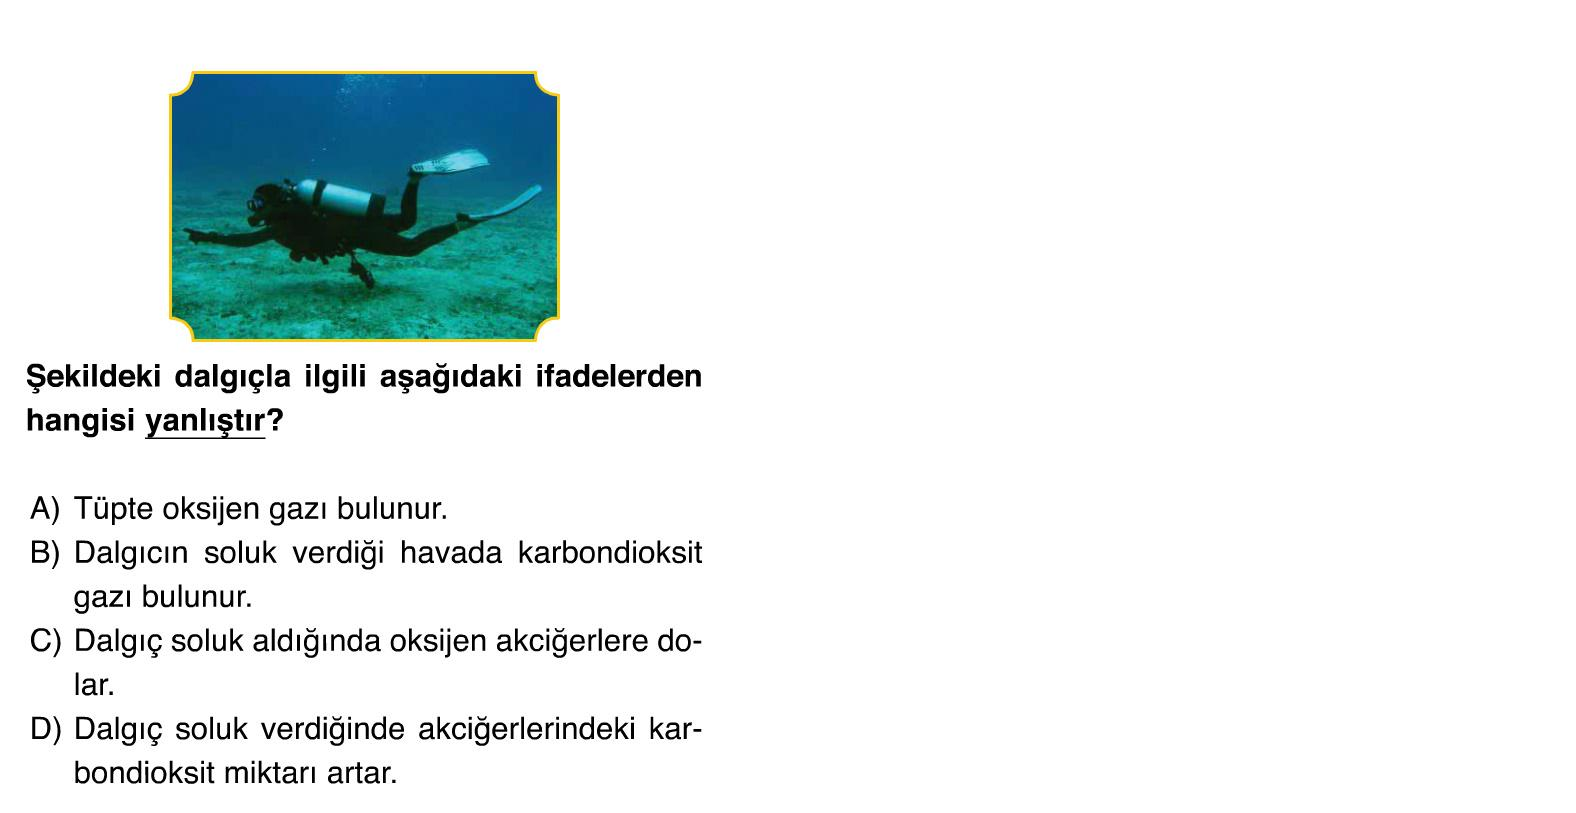 Şekildeki dalgıçla ilgili aşağıdaki ifadelerden
hangisi yanlıştır?
A) Tüpte oksijen gazı bulunur.
B) Dalgıcın soluk verdiği havada karbondioksit
gazı bulunur.
C) Dalgıç soluk aldığında oksijen akciğerlere do-
lar.
D) Dalgıç soluk verdiğinde akciğerlerindeki kar-
bondioksit miktarı artar.